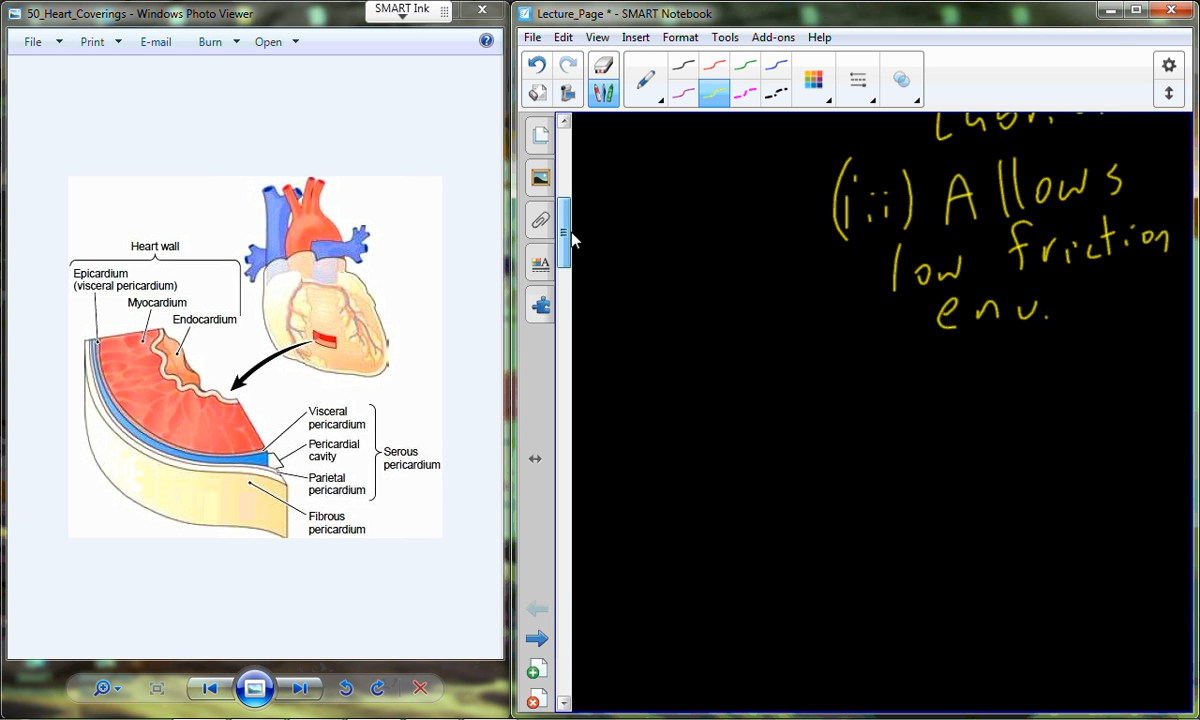 50_Heart_Coverings - Windows Photo Viewer
SMART Ink
File Print E-mail Burn Open
Heart wall
Epicardium
(visceral pericardium)
Myocardium
Endocardium
Visceral
pericardium
Pericardial
cavity
Parietal
pericardium
Serous
pericardium
Fibrous
pericardium
Lecture_Page * - SMART Notebook
File Edit View Insert Format Tools Add-ons Help
(iii) Allows
low friction
env.